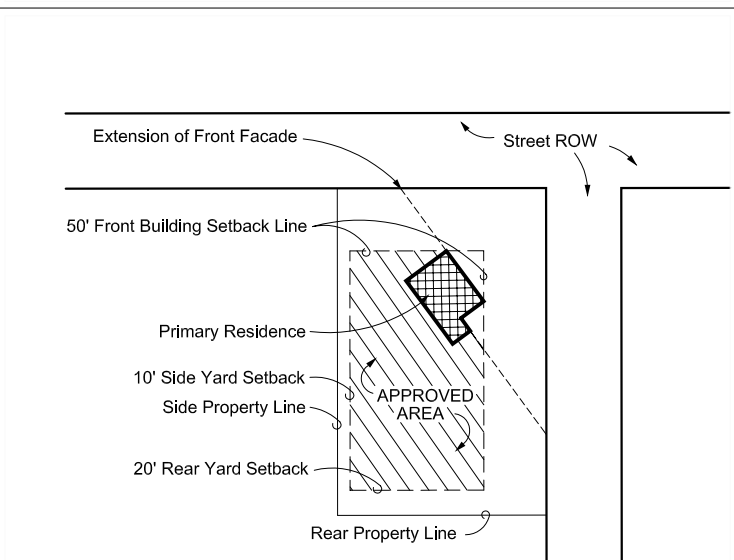 Extension of Front Facade
Street ROW
50' Front Building Setback Line
Primary Residence
10' Side Yard Setback
APPROVED
AREA
Side Property Line
20' Rear Yard Setback
Rear Property Line